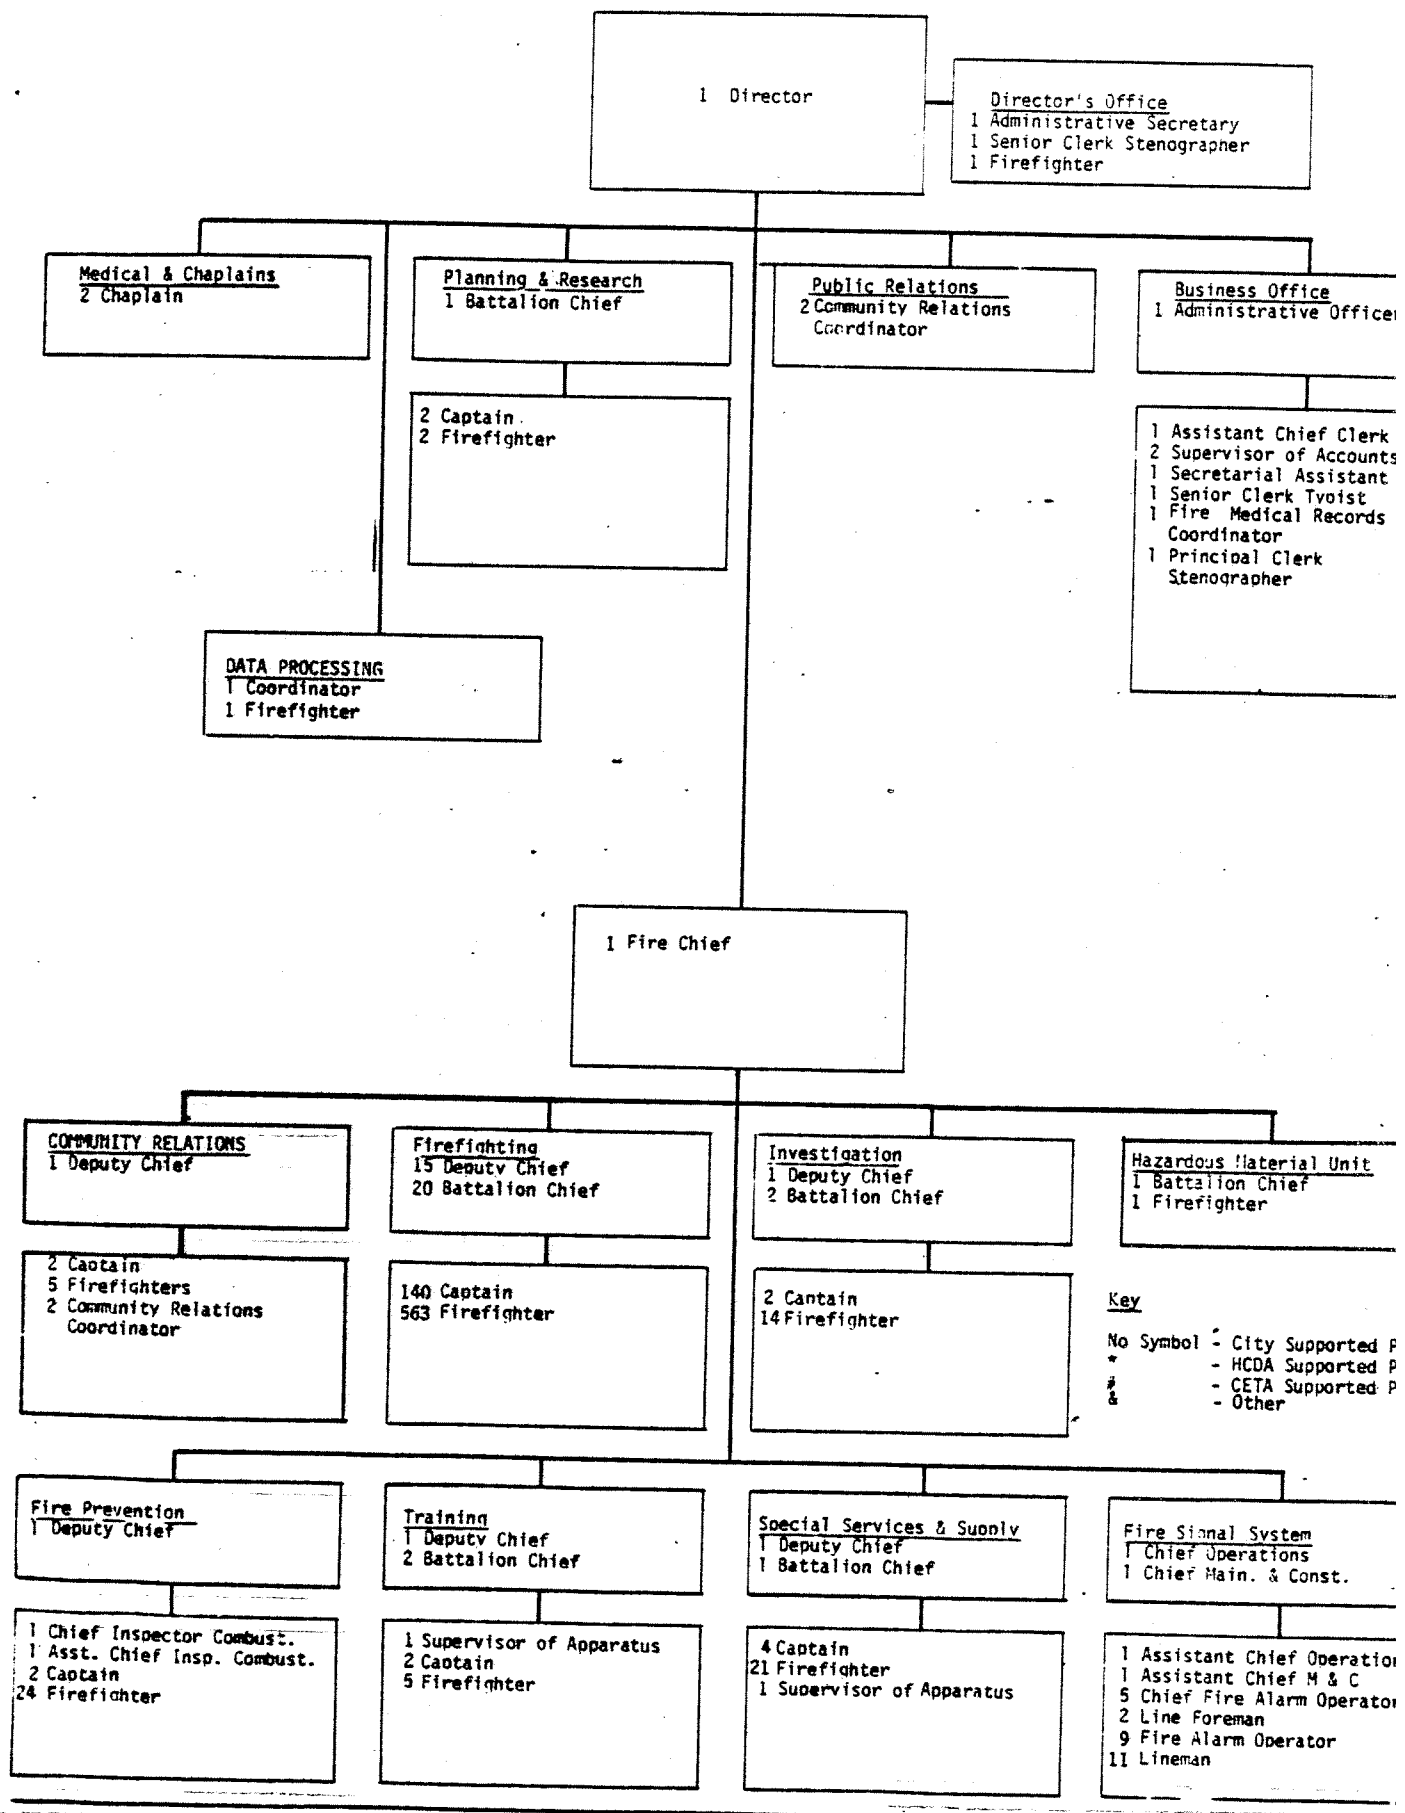 1 Director
Director's Office
1 Administrative Secretary
1 Senior Clerk Stenographer
1 Firefighter
Medical & Chaplains
2 Chaplain
Planning & Research
1 Battalion Chief
Public Relations
2 Community Relations
Coordinator
Business Office
1 Administrative Officer
2 Captain
2 Firefighter
1 Assistant Chief Clerk
2 Supervisor of Accounts
1 Secretarial Assistant
1 Senior Clerk Typist
1 Fire Medical Records
Coordinator
1 Principal Clerk
Stenographer
DATA PROCESSING
1 Coordinator
1 Firefighter
1 Fire Chief
COMMUNITY RELATIONS
1 Deputy Chief
Firefighting
15 Deputy Chief
20 Battalion Chief
Investigation
1 Deputy Chief
2 Battalion Chief
Hazardous Material Unit
1 Battalion Chief
1 Firefighter
2 Captain
5 Firefighters
2 Community Relations
Coordinator
140 Captain
563 Firefighter
2 Captain
14 Firefighter
Key
No Symbol - City Supported P
* - HCDA Supported P
# - CETA Supported P
& - Other
Fire Prevention
1 Deputy Chief
Training
1 Deputy Chief
2 Battalion Chief
Special Services & Supply
1 Deputy Chief
1 Battalion Chief
Fire Signal System
1 Chief Operations
1 Chief Main. & Const.
1 Chief Inspector Combust.
1 Asst. Chief Insp. Combust.
2 Captain
24 Firefighter
1 Supervisor of Apparatus
2 Captain
5 Firefighter
4 Captain
21 Firefighter
1 Supervisor of Apparatus
1 Assistant Chief Operation
1 Assistant Chief M & C
5 Chief Fire Alarm Operator
2 Line Foreman
9 Fire Alarm Operator
11 Lineman